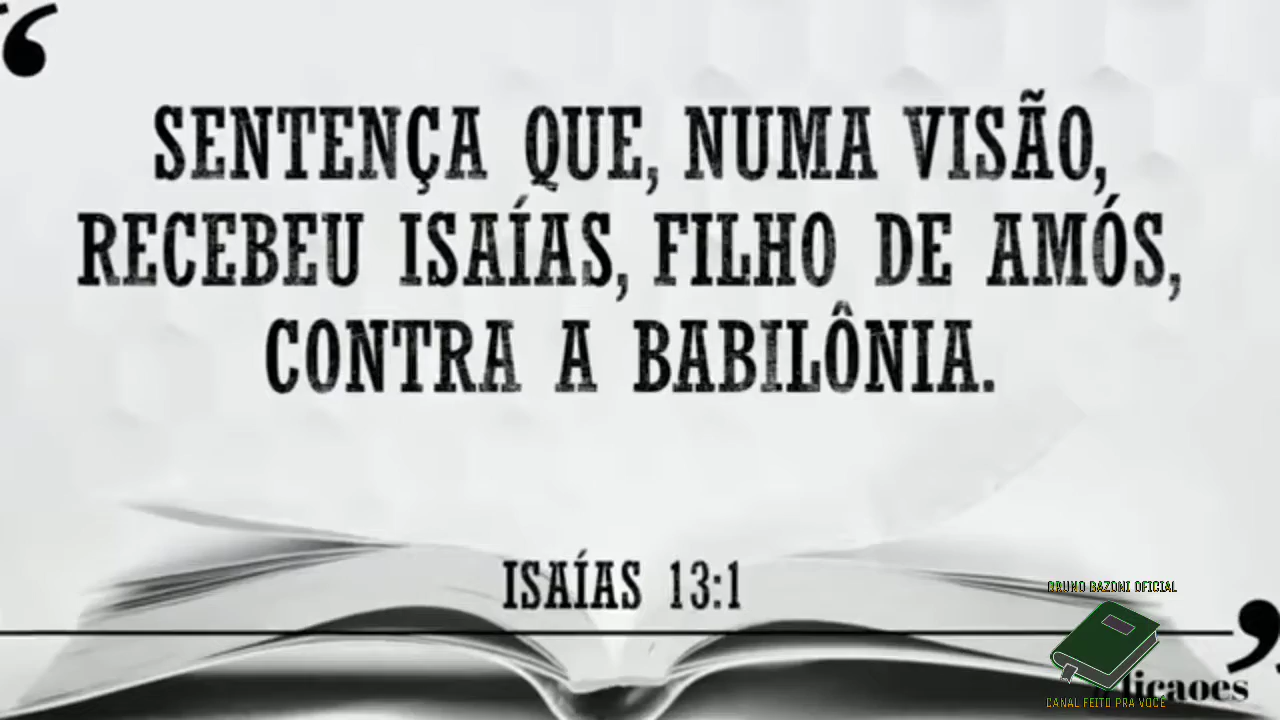 SENTENÇA QUE, NUMA VISÃO,
RECEBEU ISAÍAS, FILHO DE AMÓS,
CONTRA A BABILÔNIA.
ISAÍAS 13:1
BRUNO BAZONI OFICIAL
CANAL FEITO PRA VOCÊ